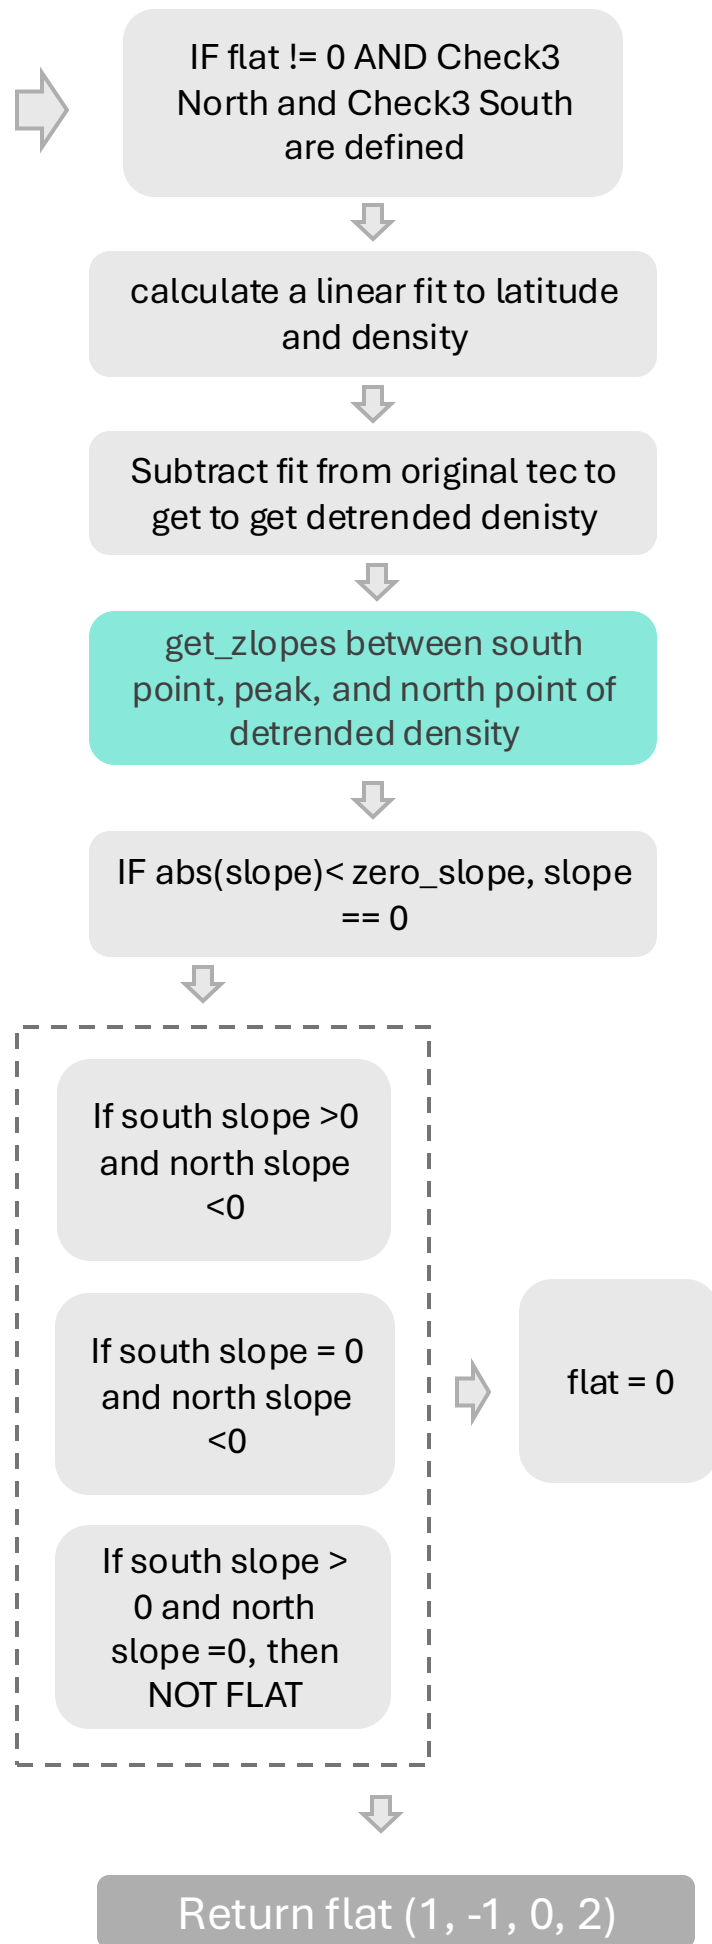 IF flat != 0 AND Check3
North and Check3 South
are defined
calculate a linear fit to latitude
and density
Subtract fit from original tec to
get to get detrended denisty
get_zlopes between south
point, peak, and north point of
detrended density
IF abs(slope)< zero_slope, slope
== 0
If south slope >0
and north slope
<0
If south slope = 0
and north slope
<0
flat = 0
If south slope >
0 and north
slope =0, then
NOT FLAT
Return flat (1, -1, 0, 2)